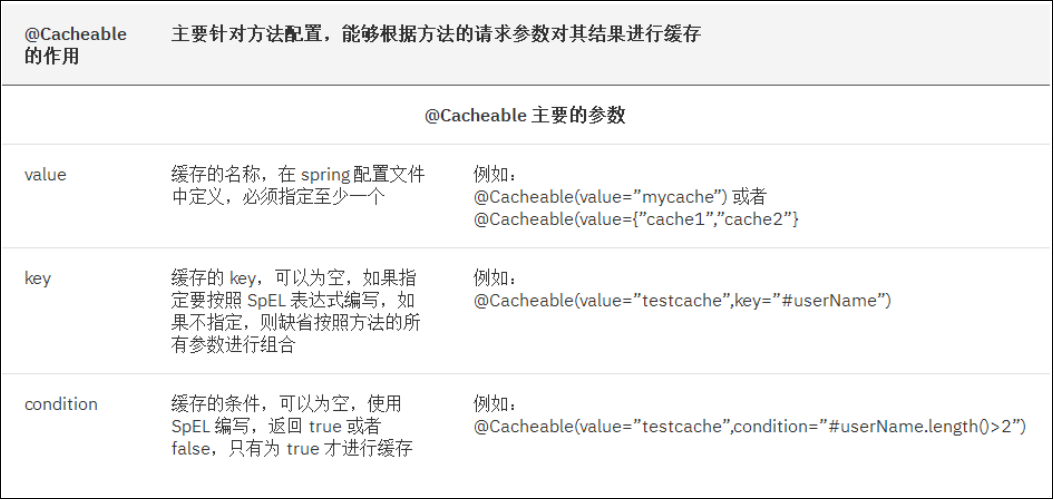 @Cacheable 主要针对方法配置，能够根据方法的请求参数对其结果进行缓存
的作用
@Cacheable 主要的参数
value 缓存的名称，在 spring 配置文件 例如：
中定义，必须指定至少一个 @Cacheable(value=”mycache”) 或者
@Cacheable(value={”cache1”,”cache2”}
key 缓存的 key，可以为空，如果指 例如：
定要按照 SpEL 表达式编写，如 @Cacheable(value=”testcache”,key=”#userName”)
果不指定，则缺省按照方法的所
有参数进行组合
condition 缓存的条件，可以为空，使用 例如：
SpEL 编写，返回 true 或者 @Cacheable(value=”testcache”,condition=”#userName.length()>2”)
false，只有为 true 才进行缓存